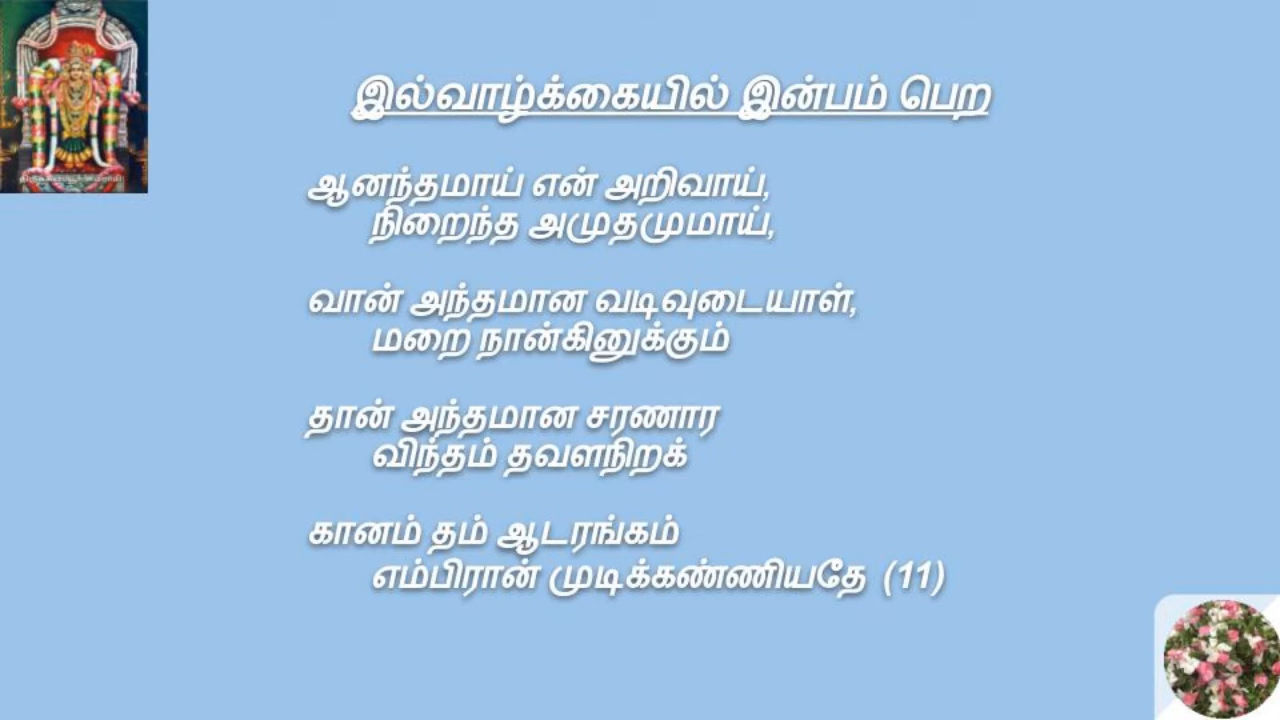 இல்வாழ்க்கையில் இன்பம் பெற
ஆனந்தமாய் என் அறிவாய்,
நிறைந்த அமுதமுமாய்,
வான் அந்தமான வடிவுடையாள்,
மறை நான்கினுக்கும்
தான் அந்தமான சரணார
விந்தம் தவளநிறக்
கானம் தம் ஆடரங்கம்
எம்பிரான் முடிக்கண்ணியதே (11)